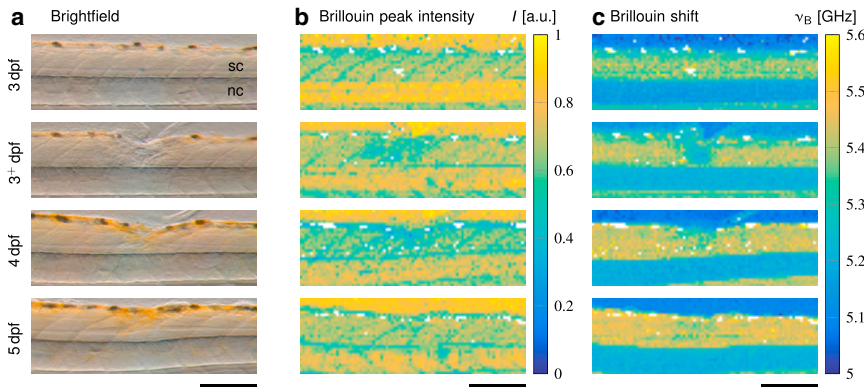 a Brightfield
b Brillouin peak intensity I [a.u.]
c Brillouin shift ν_B [GHz]
3 dpf
sc
nc
3⁺ dpf
4 dpf
5 dpf
1
0.8
0.6
0.4
0.2
0
5.6
5.5
5.4
5.3
5.2
5.1
5